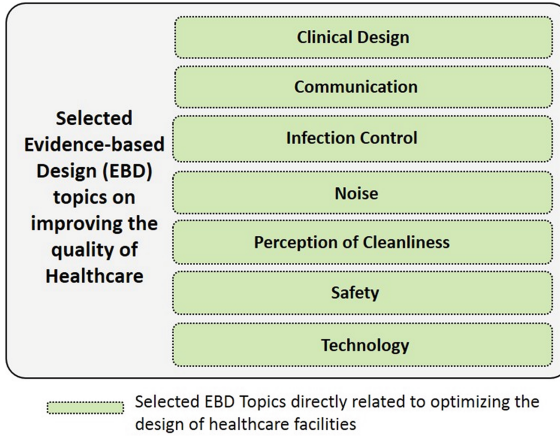 Selected
Evidence-based
Design (EBD)
topics on
improving the
quality of
Healthcare
Clinical Design
Communication
Infection Control
Noise
Perception of Cleanliness
Safety
Technology
Selected EBD Topics directly related to optimizing the
design of healthcare facilities